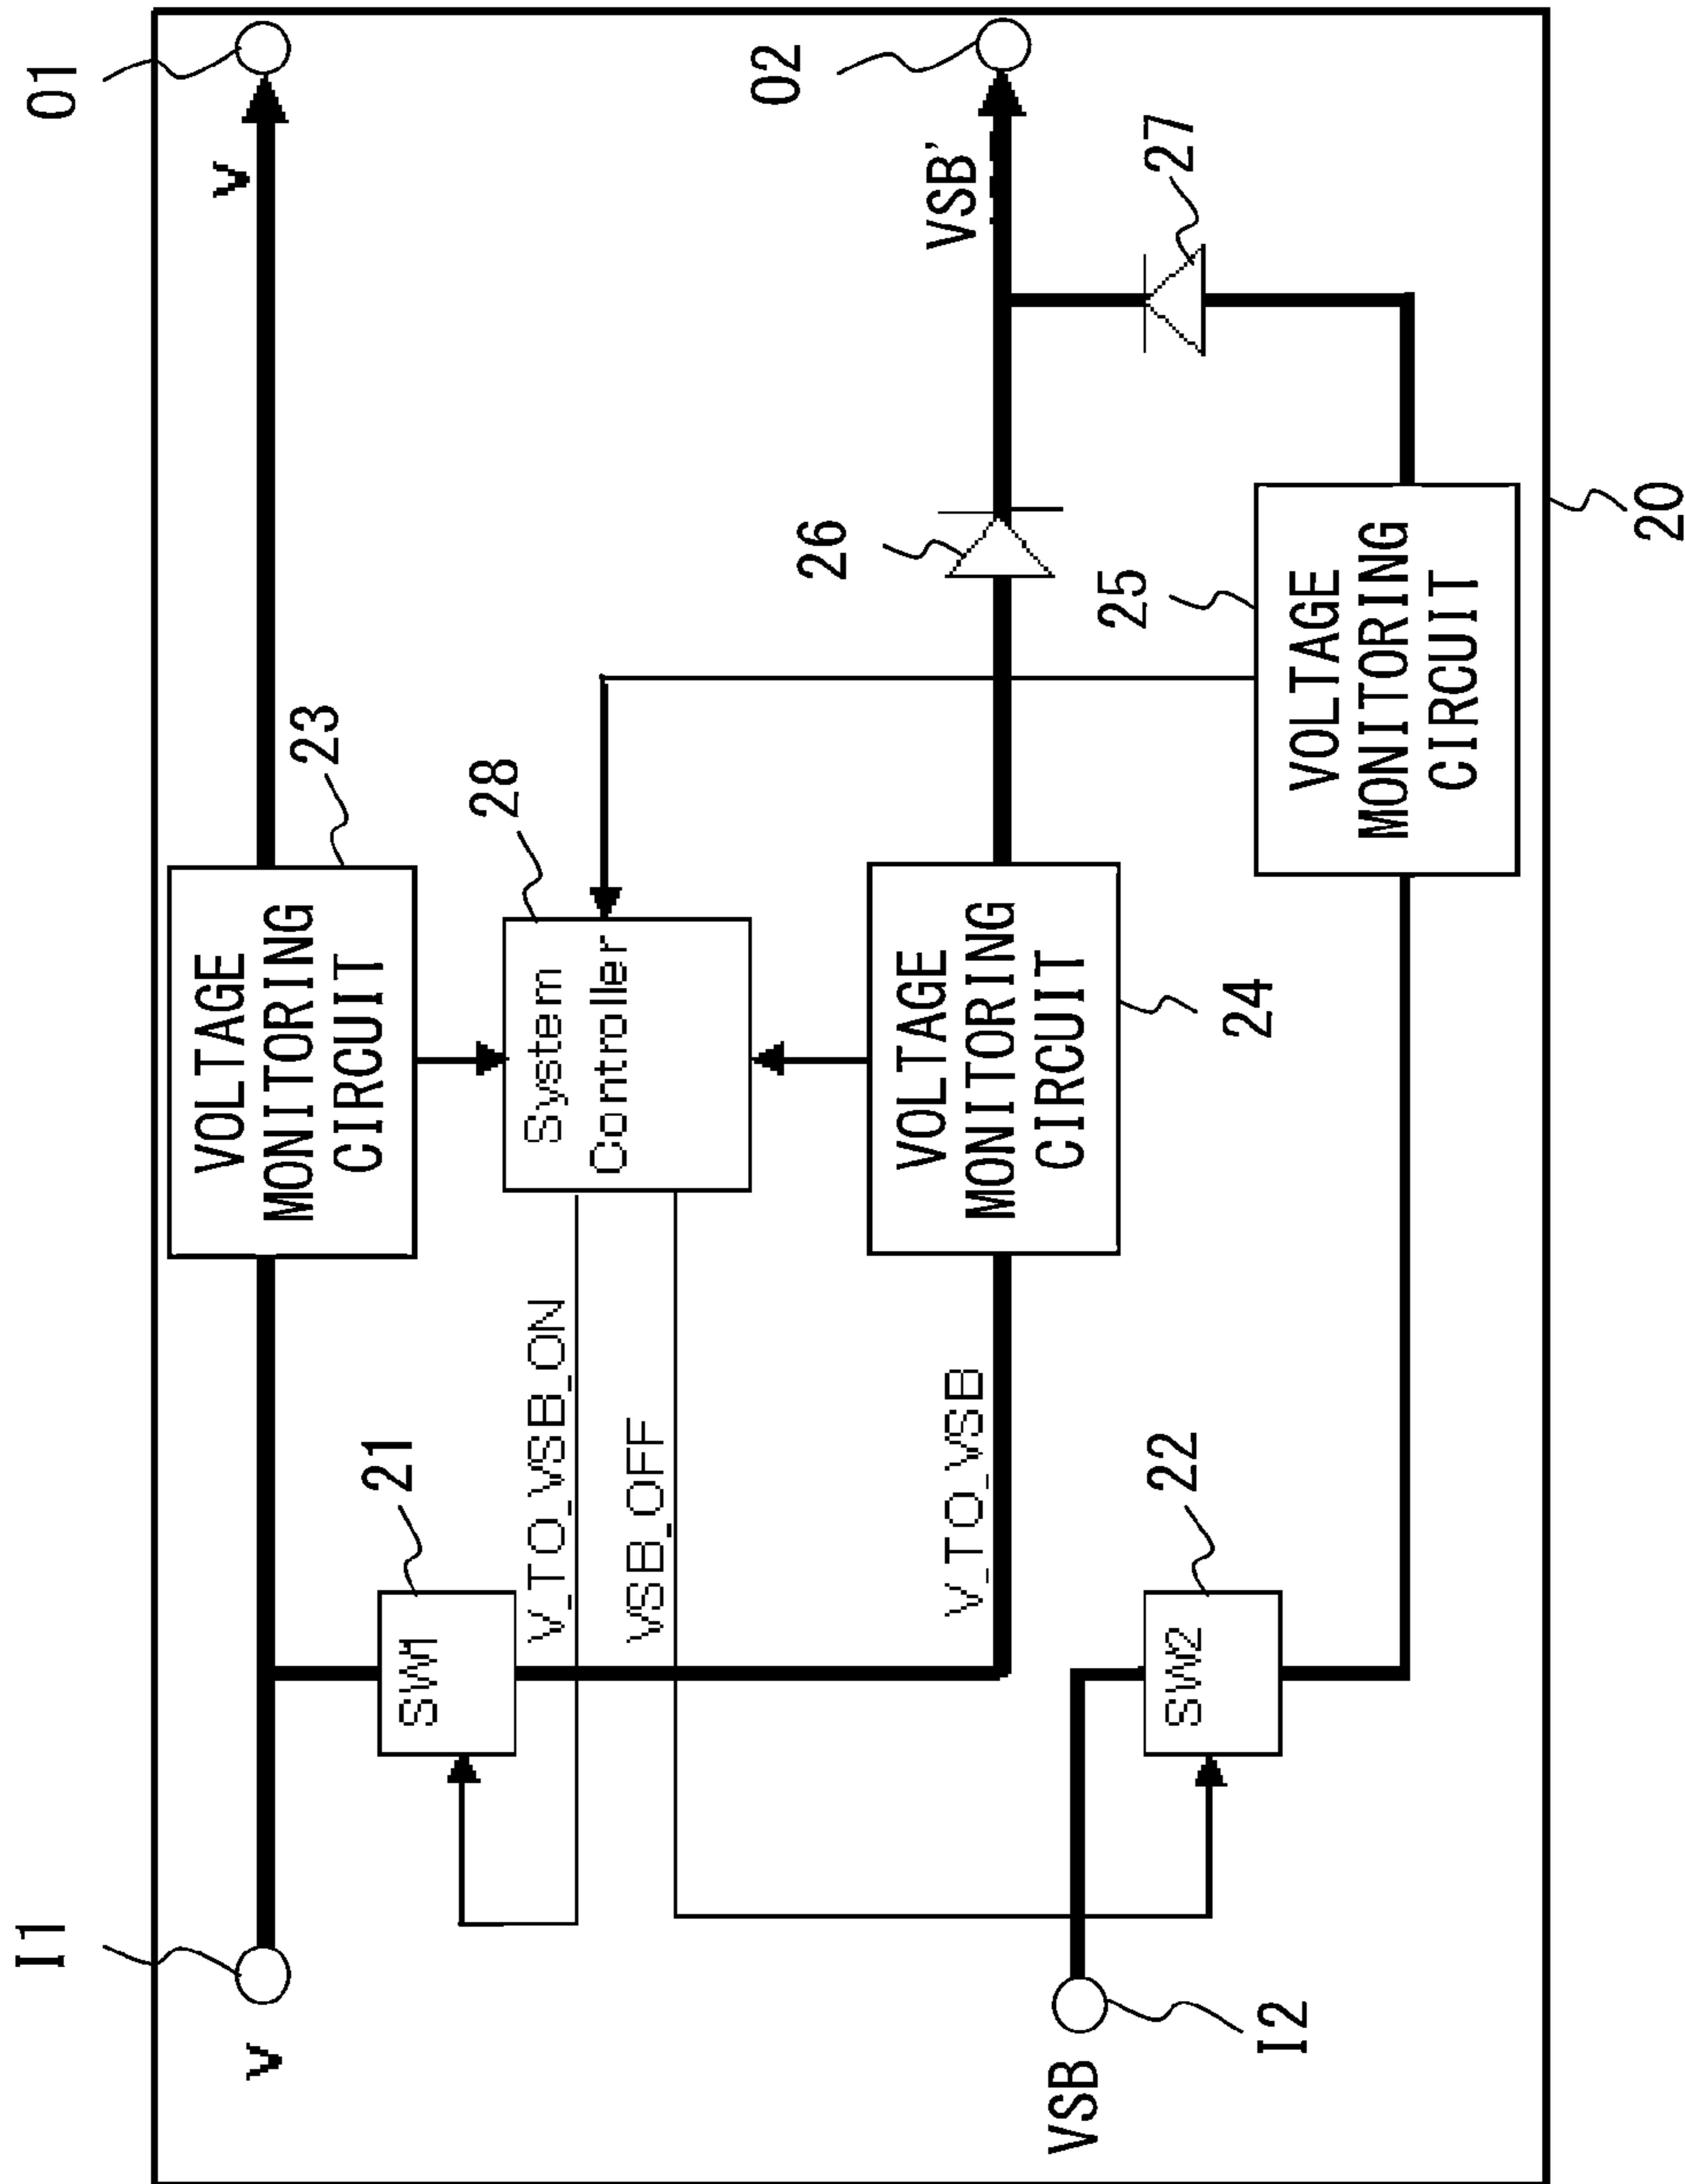 I1
O1
V
V
23
VOLTAGE
MONITORING
CIRCUIT
21
SW1
28
System
Controller
V_TO_VSB_ON
VSB_OFF
O2
VSB'
26
VOLTAGE
MONITORING
CIRCUIT
24
V_TO_VSB
27
22
SW2
VSB
I2
25
VOLTAGE
MONITORING
CIRCUIT
20